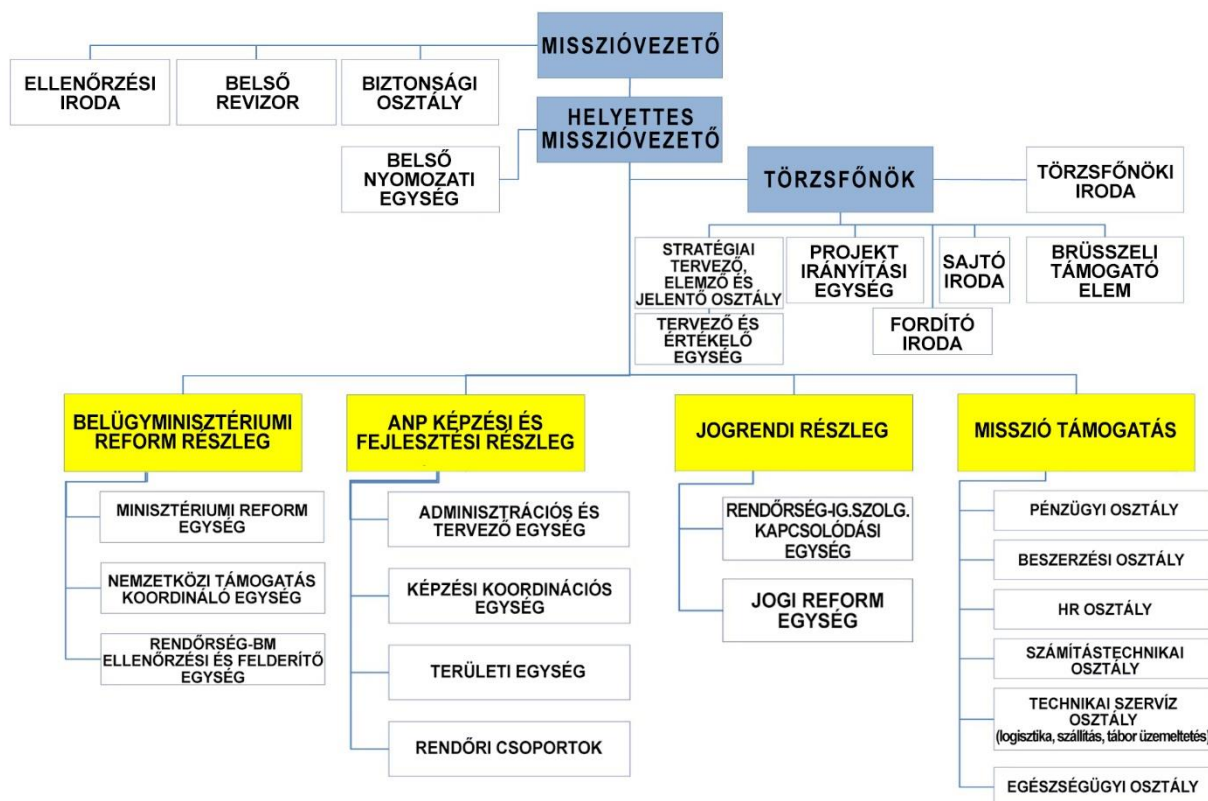 MISSZIÓVEZETŐ
ELLENŐRZÉSI
IRODA
BELSŐ
REVIZOR
BIZTONSÁGI
OSZTÁLY
HELYETTES
MISSZIÓVEZETŐ
BELSŐ
NYOMOZATI
EGYSÉG
TÖRZSFŐNÖK
TÖRZSFŐNÖKI
IRODA
STRATÉGIAI
TERVEZŐ,
ELEMZŐ ÉS
JELENTŐ OSZTÁLY
PROJEKT
IRÁNYÍTÁSI
EGYSÉG
SAJTÓ
IRODA
BRÜSSZELI
TÁMOGATÓ
ELEM
TERVEZŐ ÉS
ÉRTÉKELŐ
EGYSÉG
FORDÍTÓ
IRODA
BELÜGYMINISZTÉRIUMI
REFORM RÉSZLEG
ANP KÉPZÉSI ÉS
FEJLESZTÉSI RÉSZLEG
JOGRENDI RÉSZLEG
MISSZIÓ TÁMOGATÁS
MINISZTÉRIUMI REFORM
EGYSÉG
NEMZETKÖZI TÁMOGATÁS
KOORDINÁLÓ EGYSÉG
RENDŐRSÉG-BM
ELLENŐRZÉSI ÉS FELDERÍTŐ
EGYSÉG
ADMINISZTRÁCIÓS ÉS
TERVEZŐ EGYSÉG
KÉPZÉSI KOORDINÁCIÓS
EGYSÉG
TERÜLETI EGYSÉG
RENDŐRI CSOPORTOK
RENDŐRSÉG-IG.SZOLG.
KAPCSOLÓDÁSI
EGYSÉG
JOGI REFORM
EGYSÉG
PÉNZÜGYI OSZTÁLY
BESZERZÉSI OSZTÁLY
HR OSZTÁLY
SZÁMÍTÁSTECHNIKAI
OSZTÁLY
TECHNIKAI SZERVÍZ
OSZTÁLY
(logisztika, szállítás, tábor üzemeltetés)
EGÉSZSÉGÜGYI OSZTÁLY